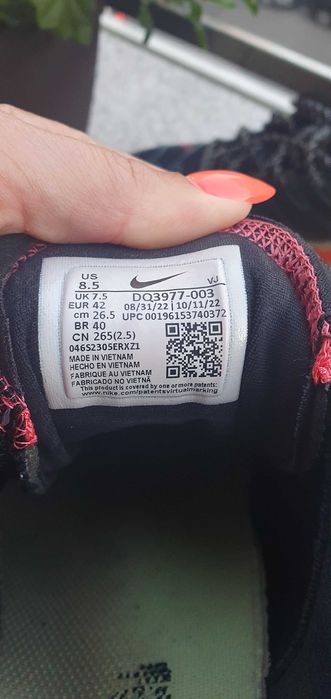 US
8.5
VJ
UK 7.5 DQ3977-003
EUR 42 08/31/22 | 10/11/22
cm 26.5 UPC 00196153740372
BR 40
CN 265(2.5)
046S230SERXZ1
MADE IN VIETNAM
HECHO EN VIETNAM
FABRIQUE AU VIETNAM
FABRICADO NO VIETNÃ
This product is covered by one or more patents:
www.nike.com/patentsvirtualmarking